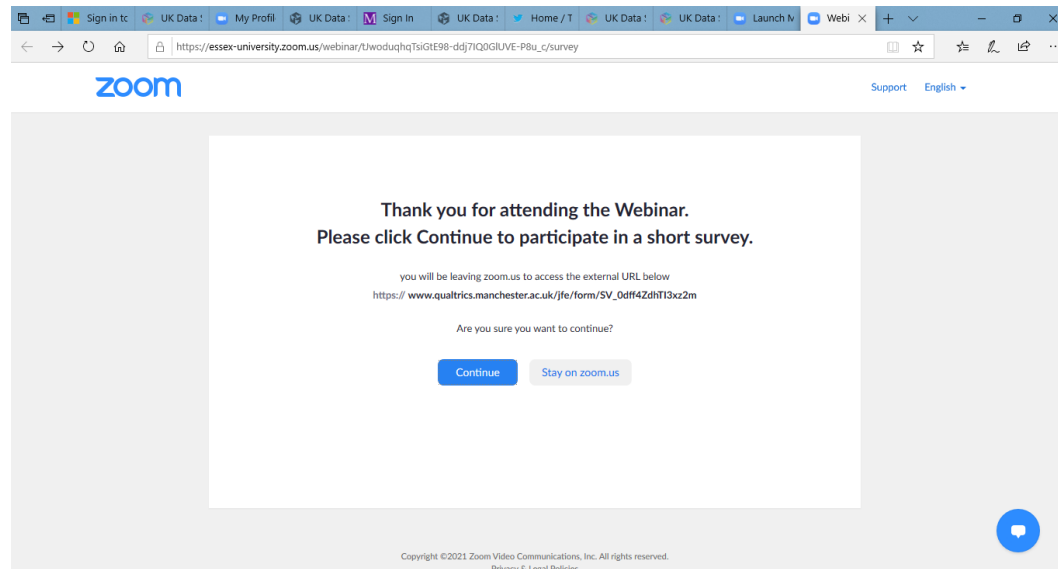 Sign in to
UK Data :
My Profil
UK Data :
M Sign In
UK Data :
Home / T
UK Data :
UK Data :
Launch M
Webi
https://essex-university.zoom.us/webinar/tJwoduqhqTsiGtE98-ddj7IQ0GlUVE-P8u_c/survey
zoom
Support English
Thank you for attending the Webinar.
Please click Continue to participate in a short survey.
you will be leaving zoom.us to access the external URL below
https:// www.qualtrics.manchester.ac.uk/jfe/form/SV_0dff4ZdhTI3xz2m
Are you sure you want to continue?
Continue Stay on zoom.us
Copyright ©2021 Zoom Video Communications, Inc. All rights reserved.
Privacy & Legal Policies